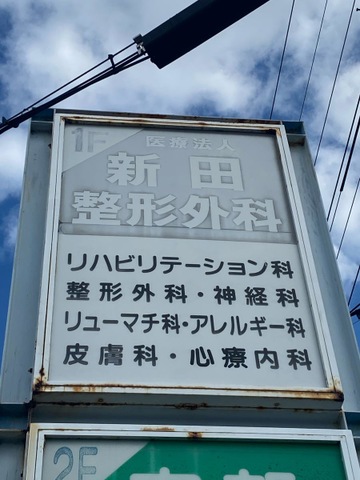 1F
医療法人
新田
整形外科
リハビリテーション科
整形外科・神経科
リューマチ科・アレルギー科
皮膚科・心療内科
2F